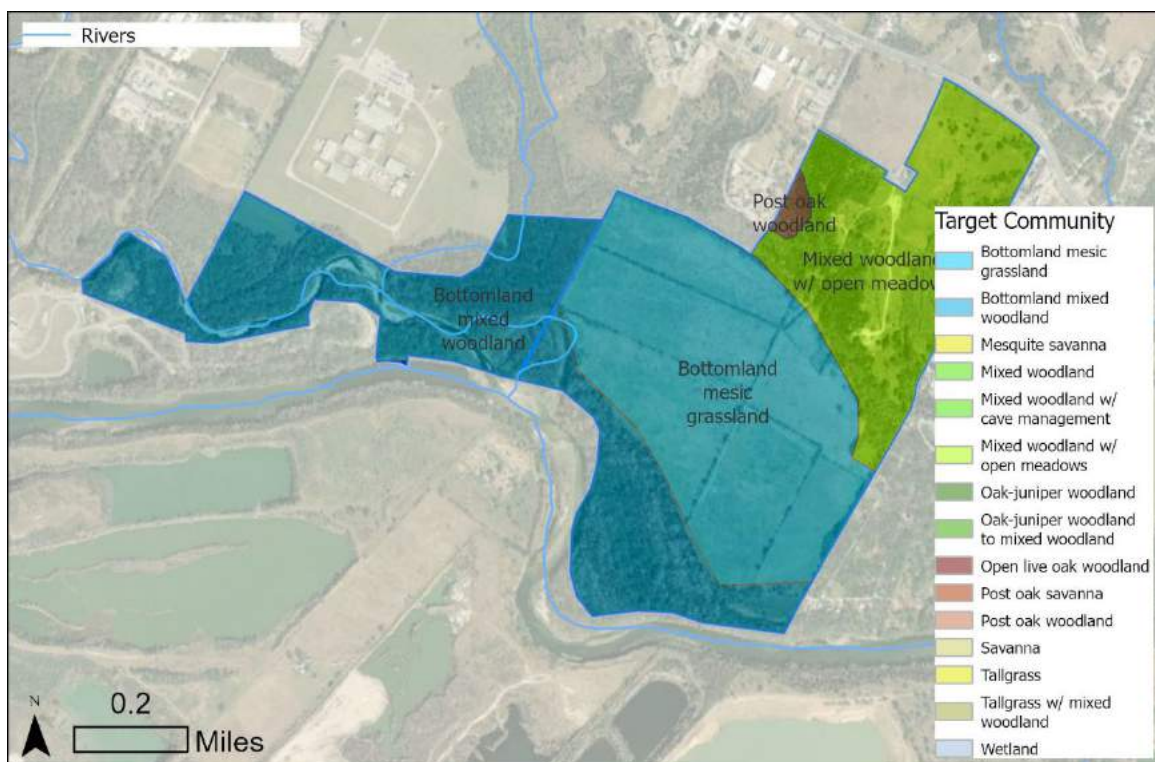 Rivers
Post oak
woodland
Mixed woodland
w/ open meadow
Bottomland
mixed
woodland
Bottomland
mesic
grassland
Target Community
Bottomland mesic
grassland
Bottomland mixed
woodland
Mesquite savanna
Mixed woodland
Mixed woodland w/
cave management
Mixed woodland w/
open meadows
Oak-juniper woodland
Oak-juniper woodland
to mixed woodland
Open live oak woodland
Post oak savanna
Post oak woodland
Savanna
Tallgrass
Tallgrass w/ mixed
woodland
Wetland
N
0.2
Miles